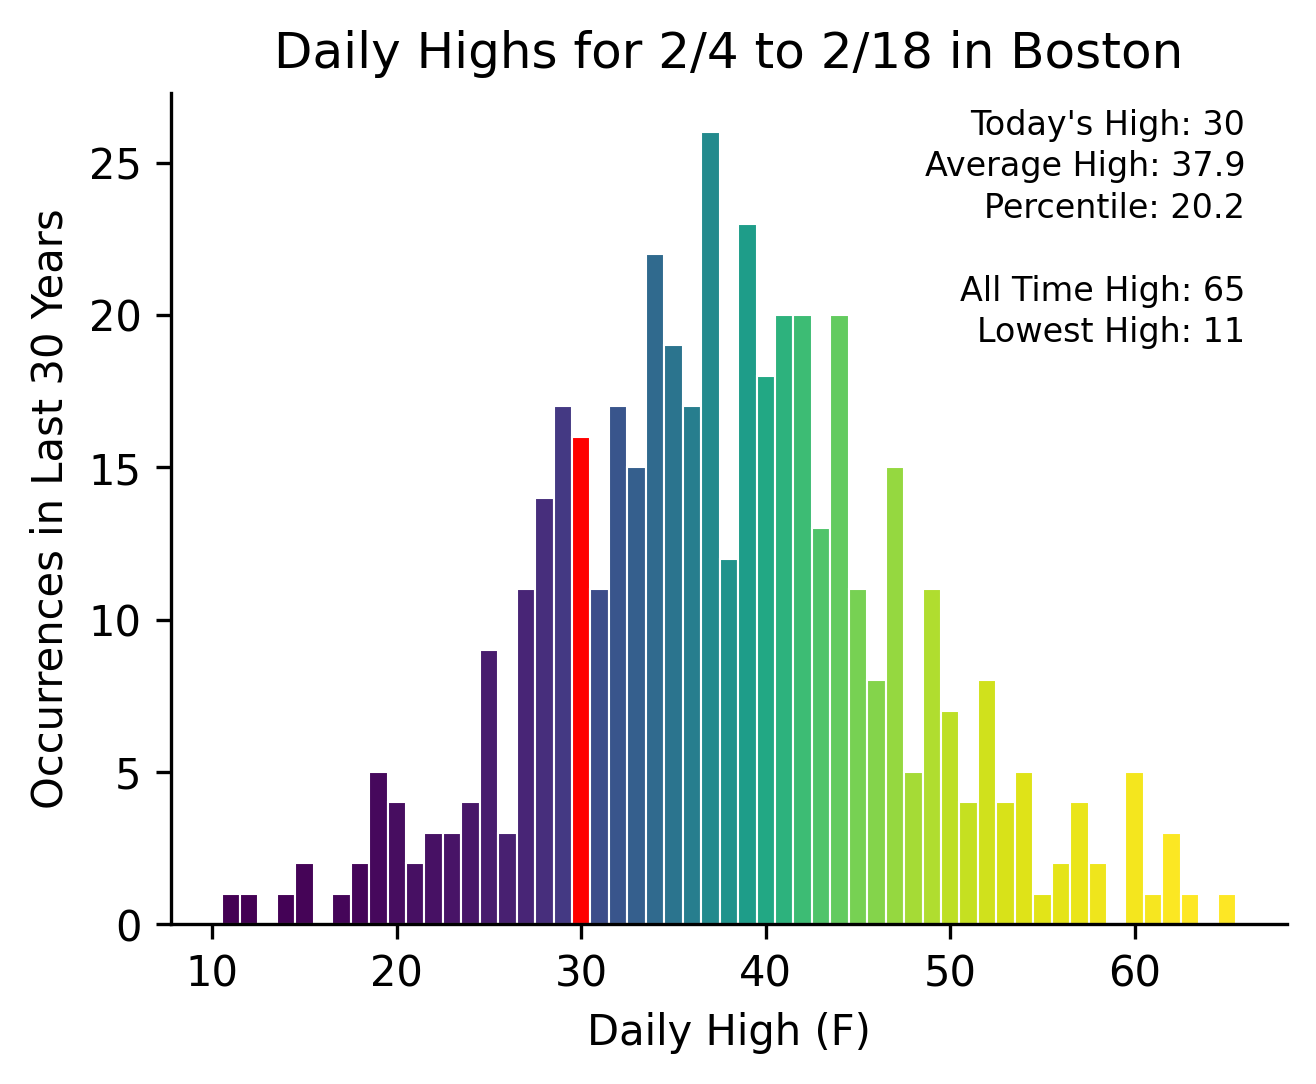 Daily Highs for 2/4 to 2/18 in Boston
Today's High: 30
Average High: 37.9
Percentile: 20.2
All Time High: 65
Lowest High: 11
Occurrences in Last 30 Years
25
20
15
10
5
0
10 20 30 40 50 60
Daily High (F)